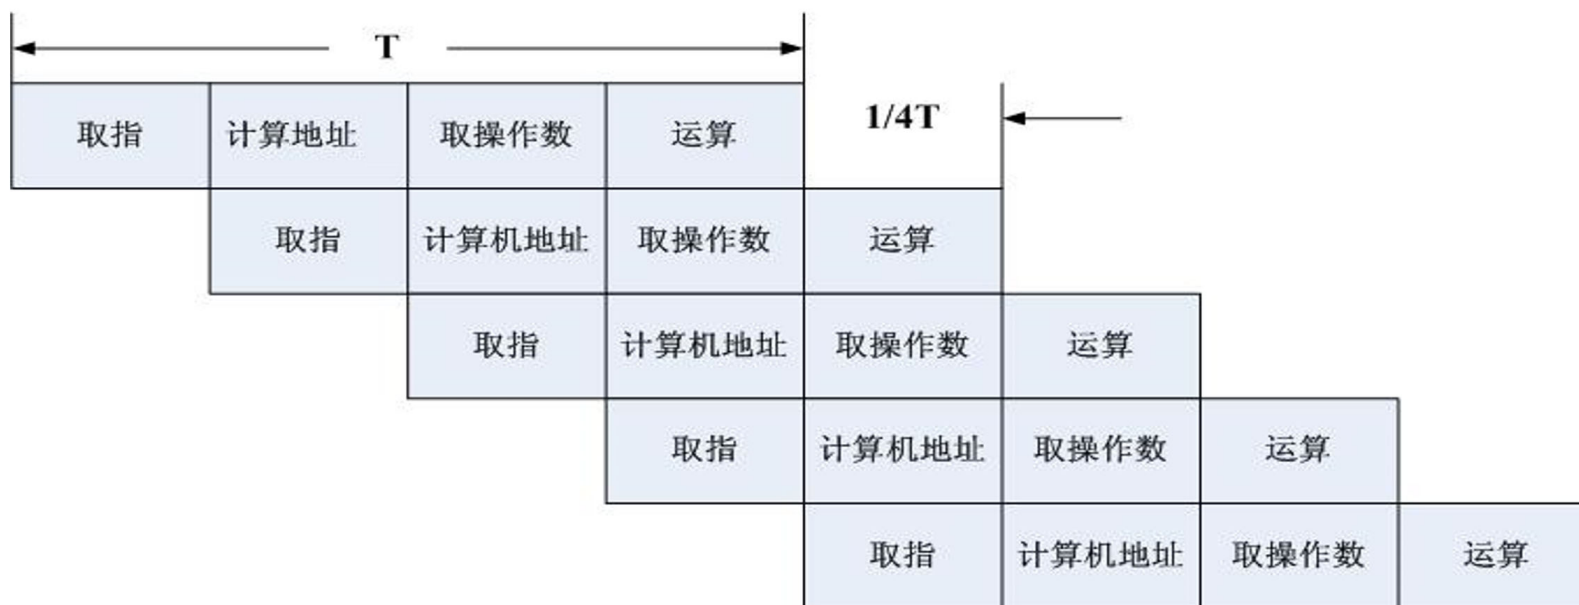 T
取指 计算地址 取操作数 运算 1/4T
取指 计算机地址 取操作数 运算
取指 计算机地址 取操作数 运算
取指 计算机地址 取操作数 运算
取指 计算机地址 取操作数 运算